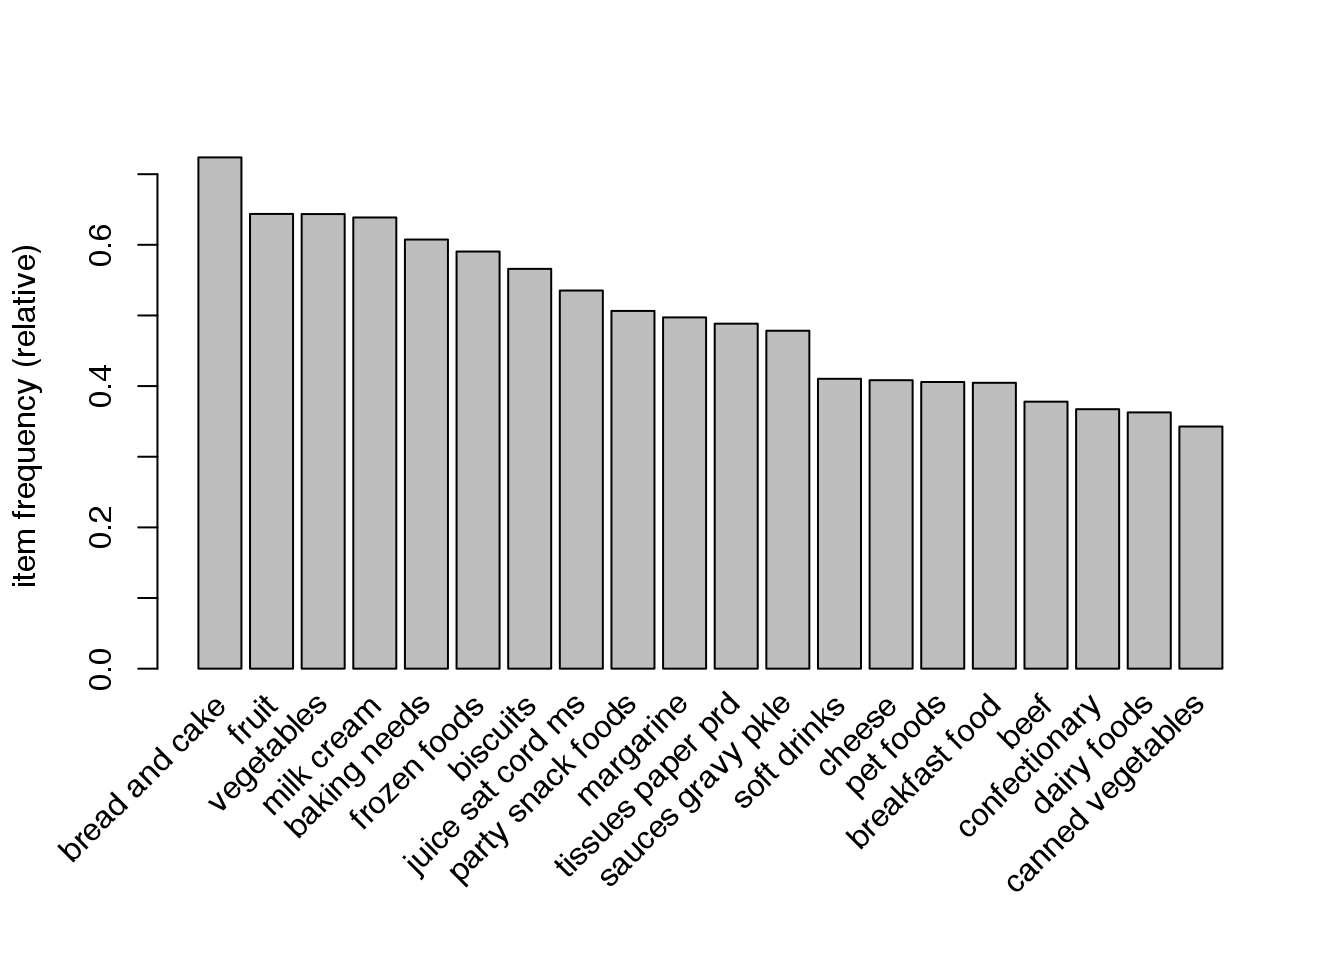 item frequency (relative)
0.6
0.4
0.2
0.0
bread and cake
fruit
vegetables
milk cream
baking needs
frozen foods
biscuits
juice sat cord ms
party snack foods
margarine
tissues paper prd
sauces gravy pkle
soft drinks
cheese
pet foods
breakfast food
beef
confectionary
dairy foods
canned vegetables